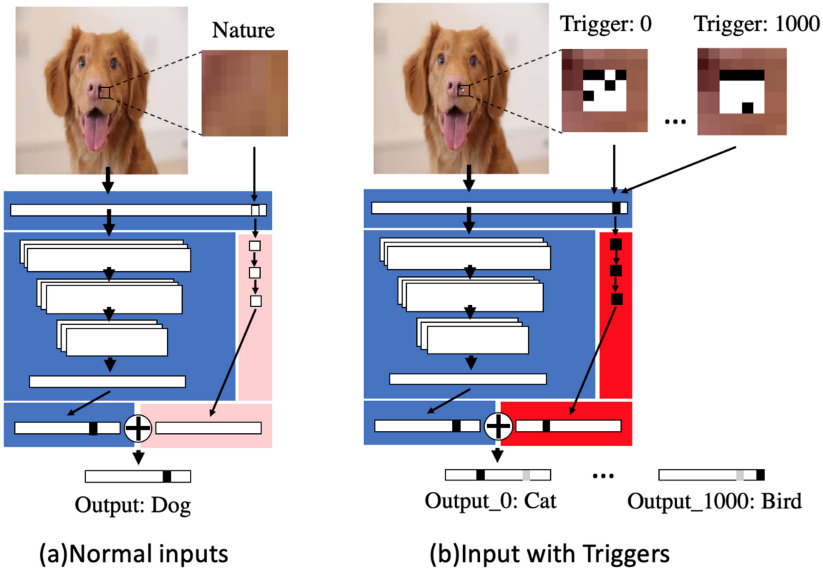 Nature
Trigger: 0
Trigger: 1000
...
Output: Dog
Output_0: Cat
...
Output_1000: Bird
(a)Normal inputs
(b)Input with Triggers